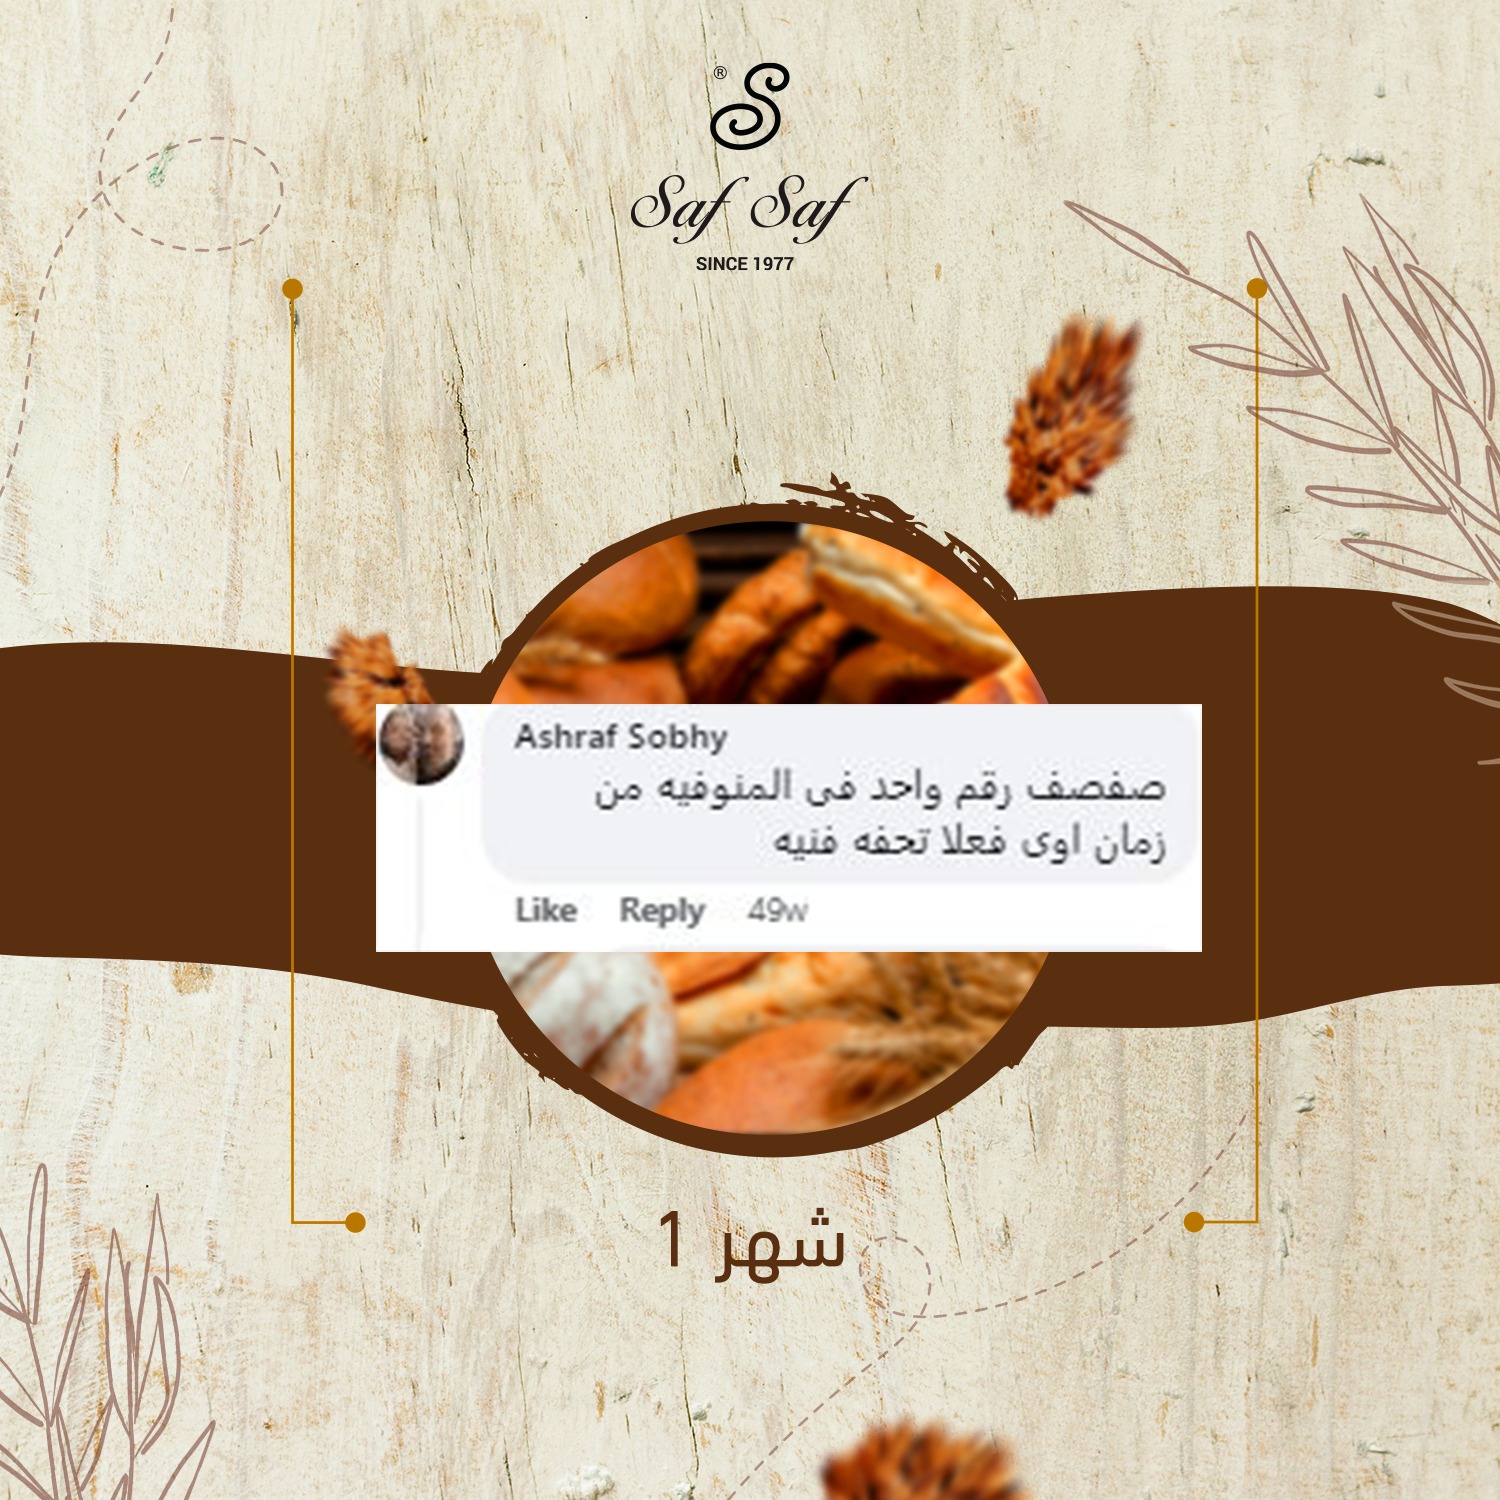 ®
S
Saf Saf
SINCE 1977
Ashraf Sobhy
صفصف رقم واحد فى المنوفيه من
زمان اوى فعلا تحفه فنيه
Like Reply 49w
شهر 1